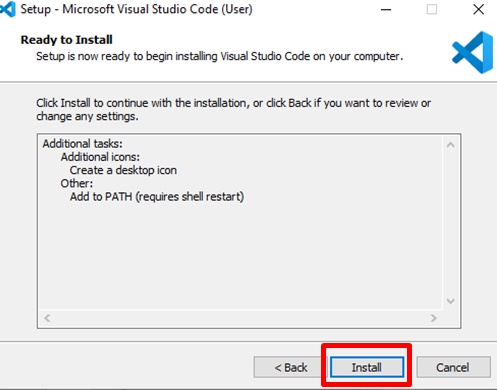 Setup - Microsoft Visual Studio Code (User)
Ready to Install
Setup is now ready to begin installing Visual Studio Code on your computer.
Click Install to continue with the installation, or click Back if you want to review or
change any settings.
Additional tasks:
Additional icons:
Create a desktop icon
Other:
Add to PATH (requires shell restart)
< Back
Install
Cancel